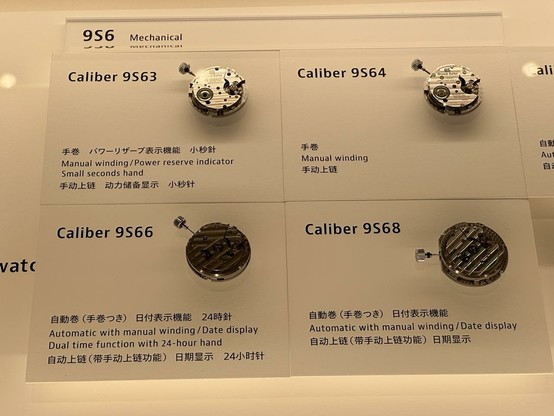 9S6 Mechanical
Caliber 9S63
手巻 パワーリザーブ表示機能 小秒針
Manual winding/Power reserve indicator
Small seconds hand
手动上链 动力储备显示 小秒针
Caliber 9S64
手巻
Manual winding
手动上链
Caliber 9S66
自動巻（手巻つき） 日付表示機能 24時針
Automatic with manual winding/Date display
Dual time function with 24-hour hand
自动上链（带手动上链功能） 日期显示 24小时针
Caliber 9S68
自動巻（手巻つき） 日付表示機能
Automatic with manual winding/Date display
自动上链（带手动上链功能） 日期显示